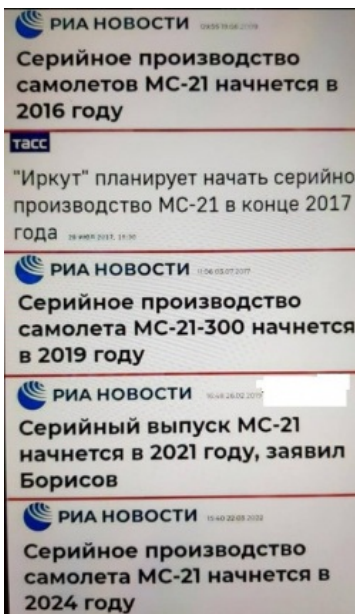 РИА НОВОСТИ
Серийное производство
самолетов МС-21 начнется в
2016 году
ТАСС
"Иркут" планирует начать серийно
производство МС-21 в конце 2017
года
РИА НОВОСТИ
Серийное производство
самолета МС-21-300 начнется
в 2019 году
РИА НОВОСТИ
Серийный выпуск МС-21
начнется в 2021 году, заявил
Борисов
РИА НОВОСТИ
Серийное производство
самолета МС-21 начнется в
2024 году